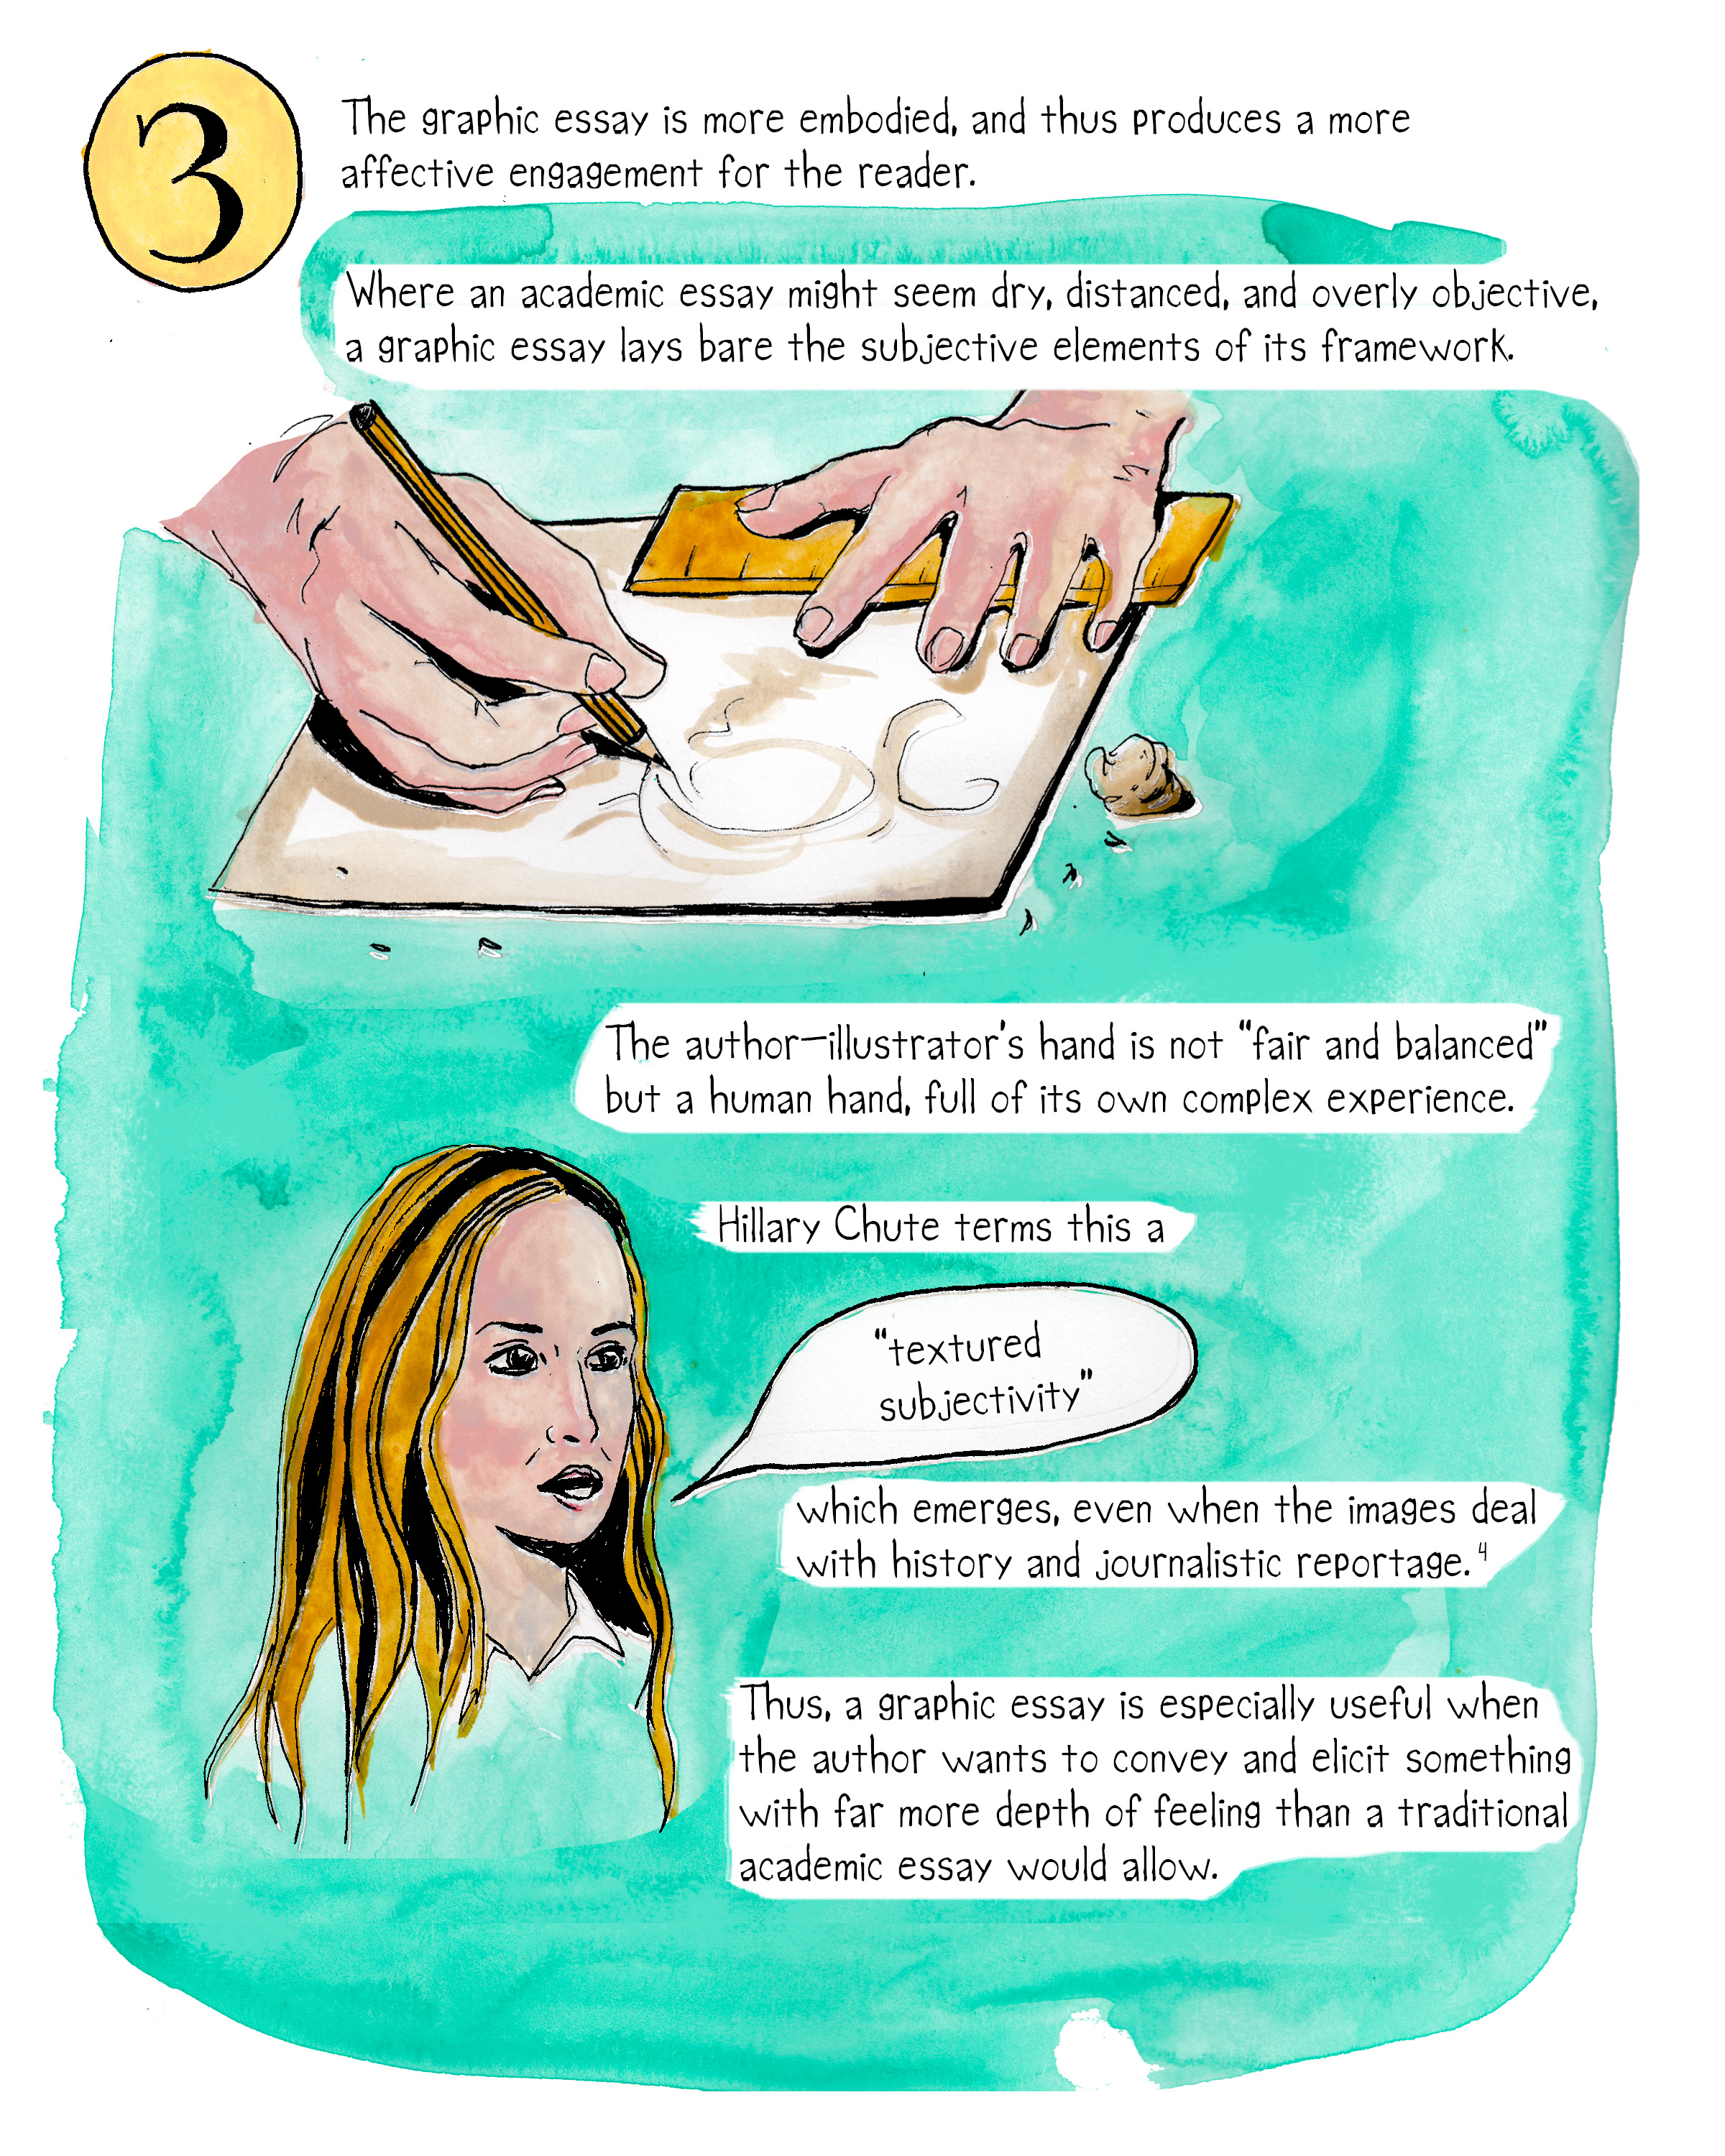 3
The graphic essay is more embodied, and thus produces a more
affective engagement for the reader.
Where an academic essay might seem dry, distanced, and overly objective,
a graphic essay lays bare the subjective elements of its framework.
The author—illustrator's hand is not "fair and balanced"
but a human hand, full of its own complex experience.
Hillary Chute terms this a
"textured
subjectivity"
which emerges, even when the images deal
with history and journalistic reportage. 4
Thus, a graphic essay is especially useful when
the author wants to convey and elicit something
with far more depth of feeling than a traditional
academic essay would allow.